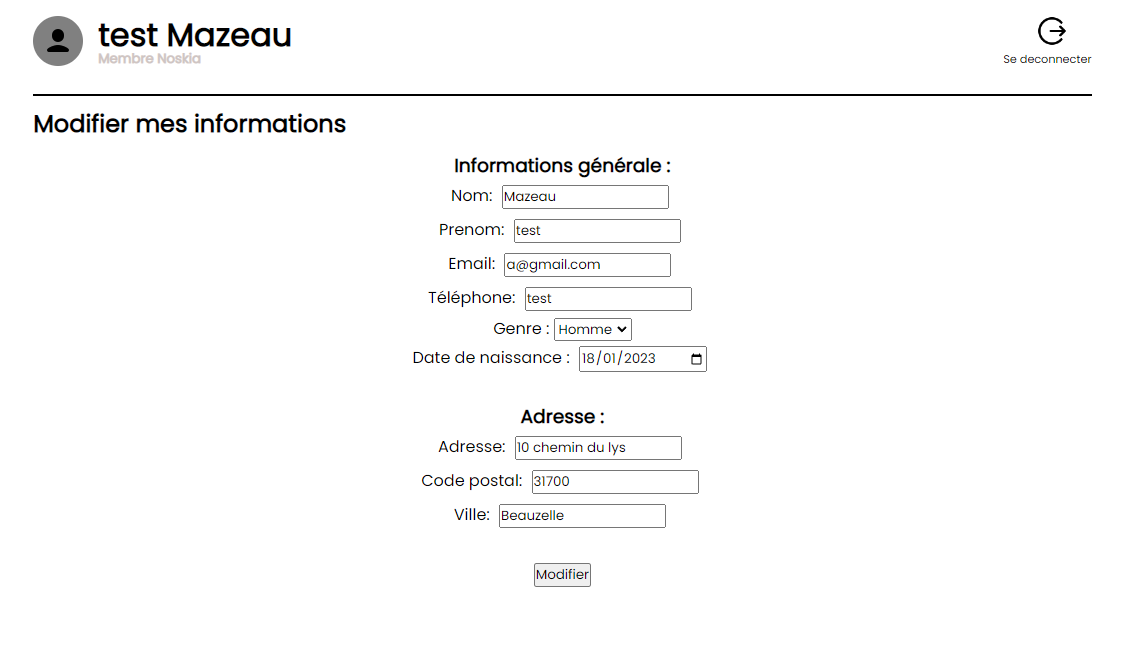 test Mazeau
Membre Noskia
Se deconnecter
Modifier mes informations
Informations générale :
Nom: Mazeau
Prenom: test
Email: a@gmail.com
Téléphone: test
Genre : Homme
Date de naissance : 18/01/2023
Adresse :
Adresse: 10 chemin du lys
Code postal: 31700
Ville: Beauzelle
Modifier